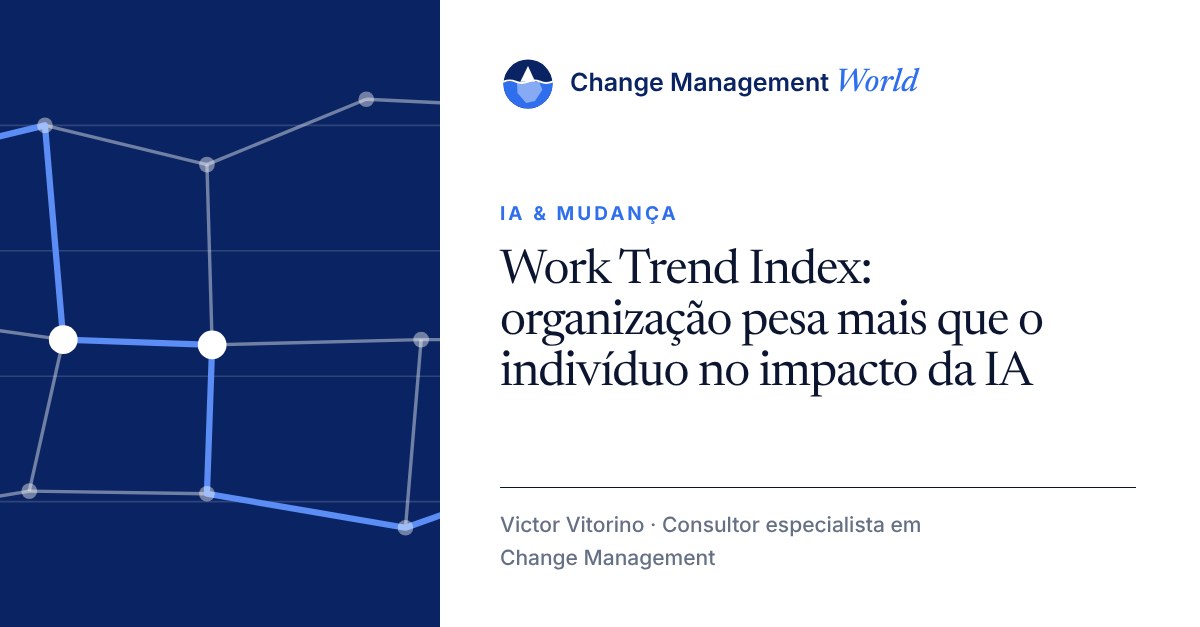 Change Management World
IA & MUDANÇA
Work Trend Index:
organização pesa mais que o
indivíduo no impacto da IA
Victor Vitorino · Consultor especialista em
Change Management